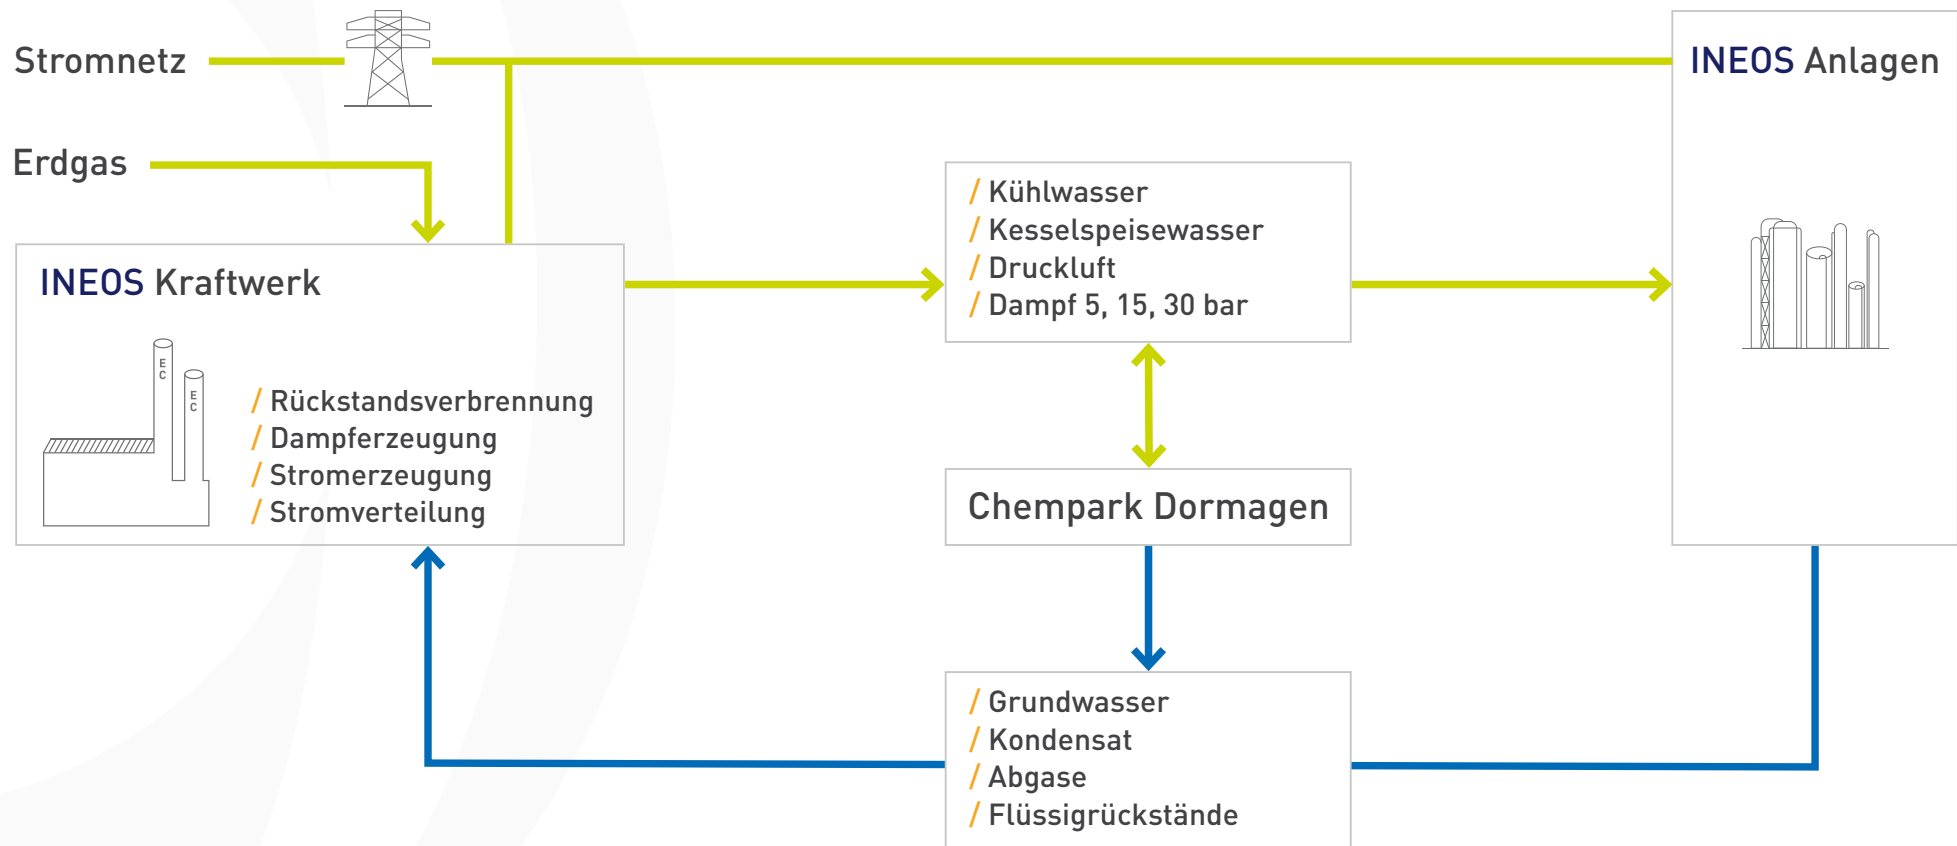 Stromnetz
INEOS Anlagen
Erdgas
/ Kühlwasser
/ Kesselspeisewasser
/ Druckluft
/ Dampf 5, 15, 30 bar
INEOS Kraftwerk
E
C
E
C
/ Rückstandsverbrennung
/ Dampferzeugung
/ Stromerzeugung
/ Stromverteilung
Chempark Dormagen
/ Grundwasser
/ Kondensat
/ Abgase
/ Flüssigrückstände